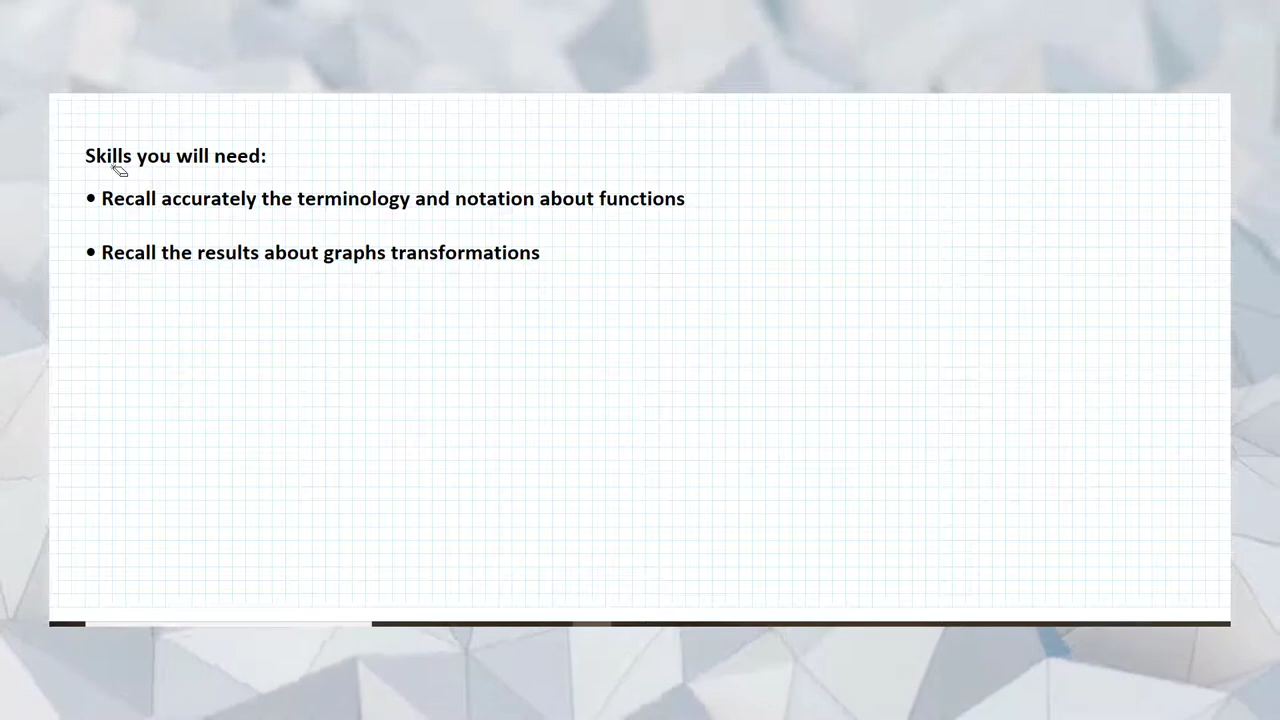 Skills you will need:
• Recall accurately the terminology and notation about functions
• Recall the results about graphs transformations